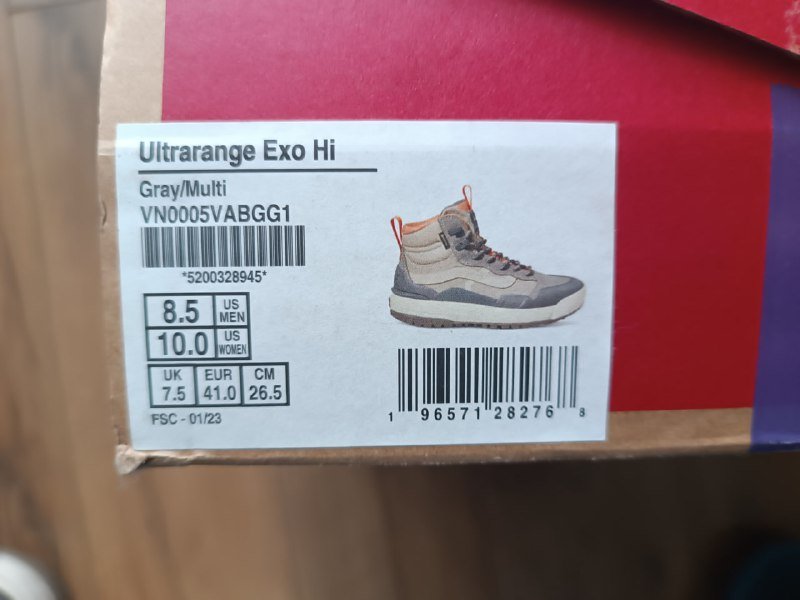 Ultrarange Exo Hi
Gray/Multi
VN0005VABGG1
*5200328945*
8.5 US MEN
10.0 US WOMEN
UK EUR CM
7.5 41.0 26.5
FSC - 01/23
1 96571 28276 8